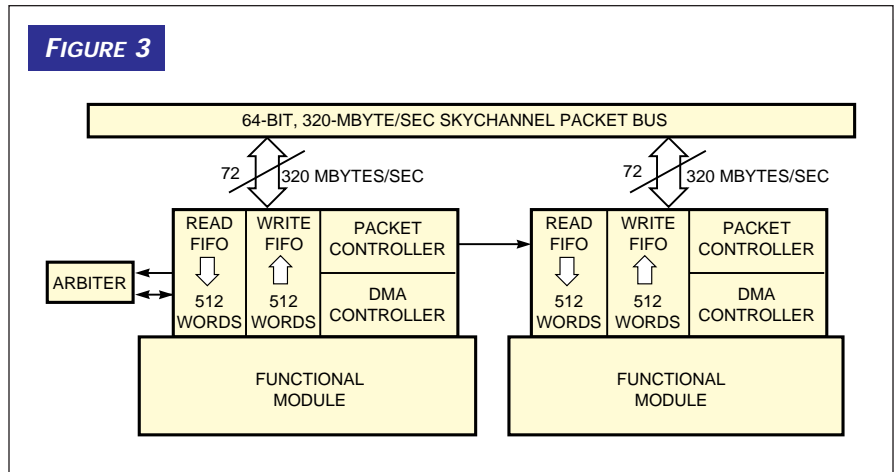 FIGURE 3
64-BIT, 320-MBYTE/SEC SKYCHANNEL PACKET BUS
72
320 MBYTES/SEC
72
320 MBYTES/SEC
READ
FIFO
512
WORDS
WRITE
FIFO
512
WORDS
PACKET
CONTROLLER
DMA
CONTROLLER
READ
FIFO
512
WORDS
WRITE
FIFO
512
WORDS
PACKET
CONTROLLER
DMA
CONTROLLER
ARBITER
FUNCTIONAL
MODULE
FUNCTIONAL
MODULE